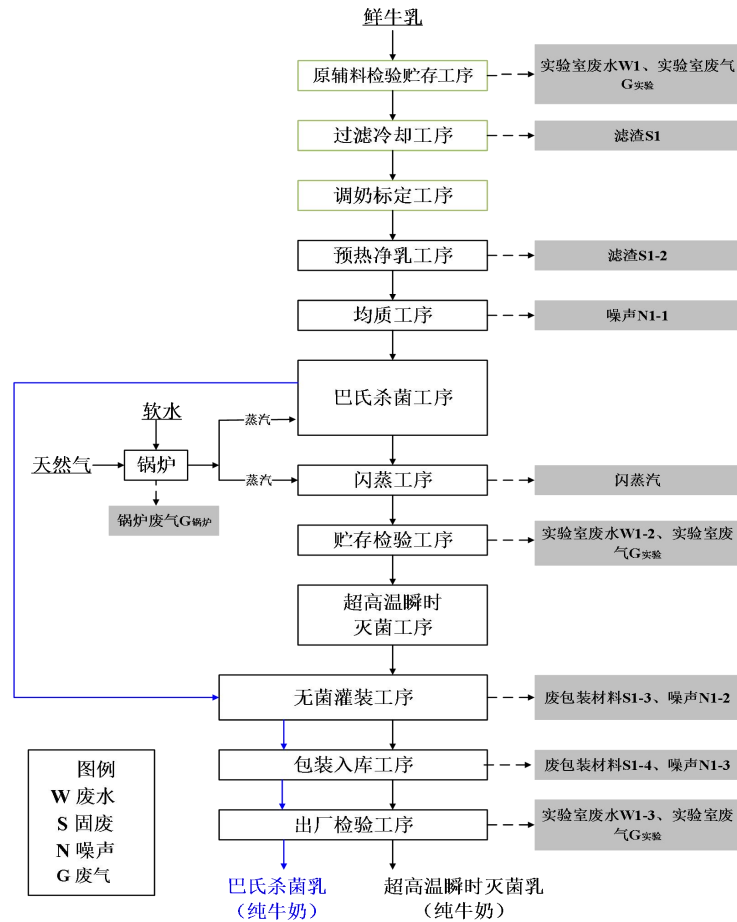 鲜牛乳
原辅料检验贮存工序
实验室废水W1、实验室废气
G实验
过滤冷却工序
滤渣S1
调奶标定工序
预热净乳工序
滤渣S1-2
均质工序
噪声N1-1
巴氏杀菌工序
软水
蒸汽
天然气
锅炉
蒸汽
闪蒸工序
闪蒸汽
锅炉废气G锅炉
贮存检验工序
实验室废水W1-2、实验室废
气G实验
超高温瞬时
灭菌工序
无菌灌装工序
废包装材料S1-3、噪声N1-2
包装入库工序
废包装材料S1-4、噪声N1-3
出厂检验工序
实验室废水W1-3、实验室废
气G实验
图例
W 废水
S 固废
N 噪声
G 废气
巴氏杀菌乳
（纯牛奶）
超高温瞬时灭菌乳
（纯牛奶）